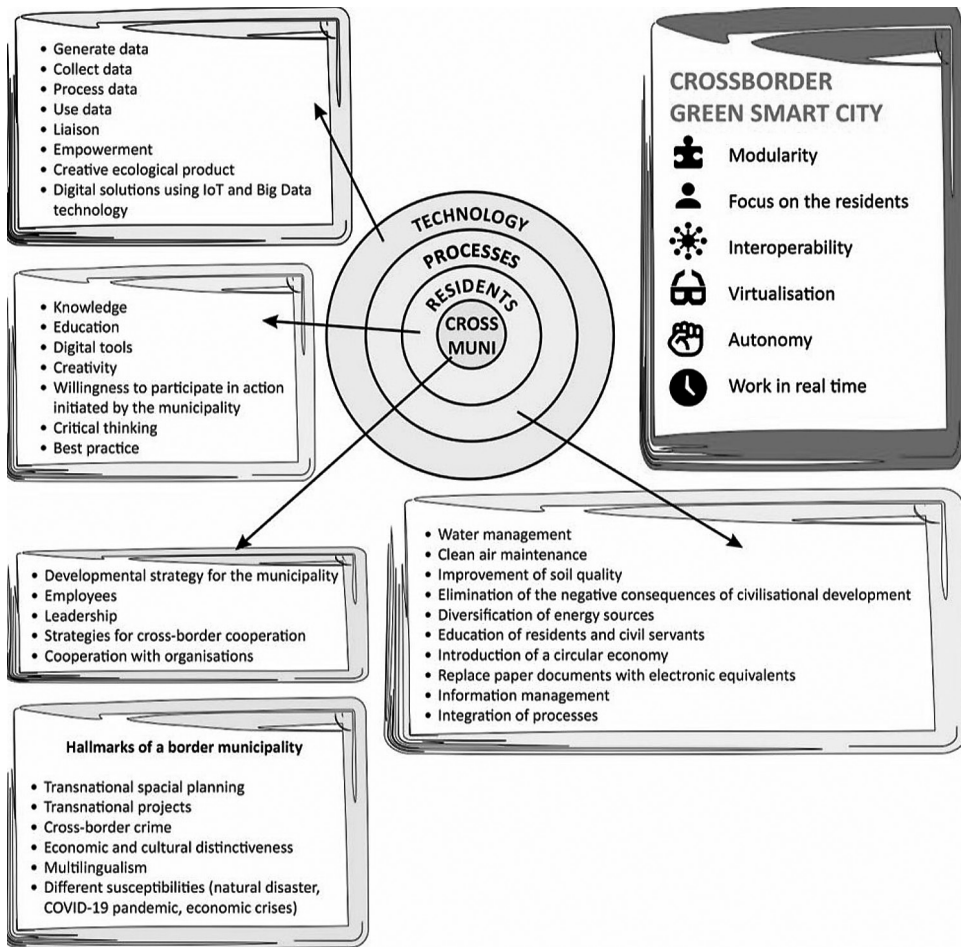 • Generate data
• Collect data
• Process data
• Use data
• Liaison
• Empowerment
• Creative ecological product
• Digital solutions using IoT and Big Data
technology
CROSSBORDER
GREEN SMART CITY
Modularity
Focus on the residents
Interoperability
Virtualisation
Autonomy
Work in real time
TECHNOLOGY
PROCESSES
RESIDENTS
CROSS
MUNI
• Knowledge
• Education
• Digital tools
• Creativity
• Willingness to participate in action
initiated by the municipality
• Critical thinking
• Best practice
• Developmental strategy for the municipality
• Employees
• Leadership
• Strategies for cross-border cooperation
• Cooperation with organisations
• Water management
• Clean air maintenance
• Improvement of soil quality
• Elimination of the negative consequences of civilisational development
• Diversification of energy sources
• Education of residents and civil servants
• Introduction of a circular economy
• Replace paper documents with electronic equivalents
• Information management
• Integration of processes
Hallmarks of a border municipality
• Transnational spacial planning
• Transnational projects
• Cross-border crime
• Economic and cultural distinctiveness
• Multilingualism
• Different susceptibilities (natural disaster,
COVID-19 pandemic, economic crises)